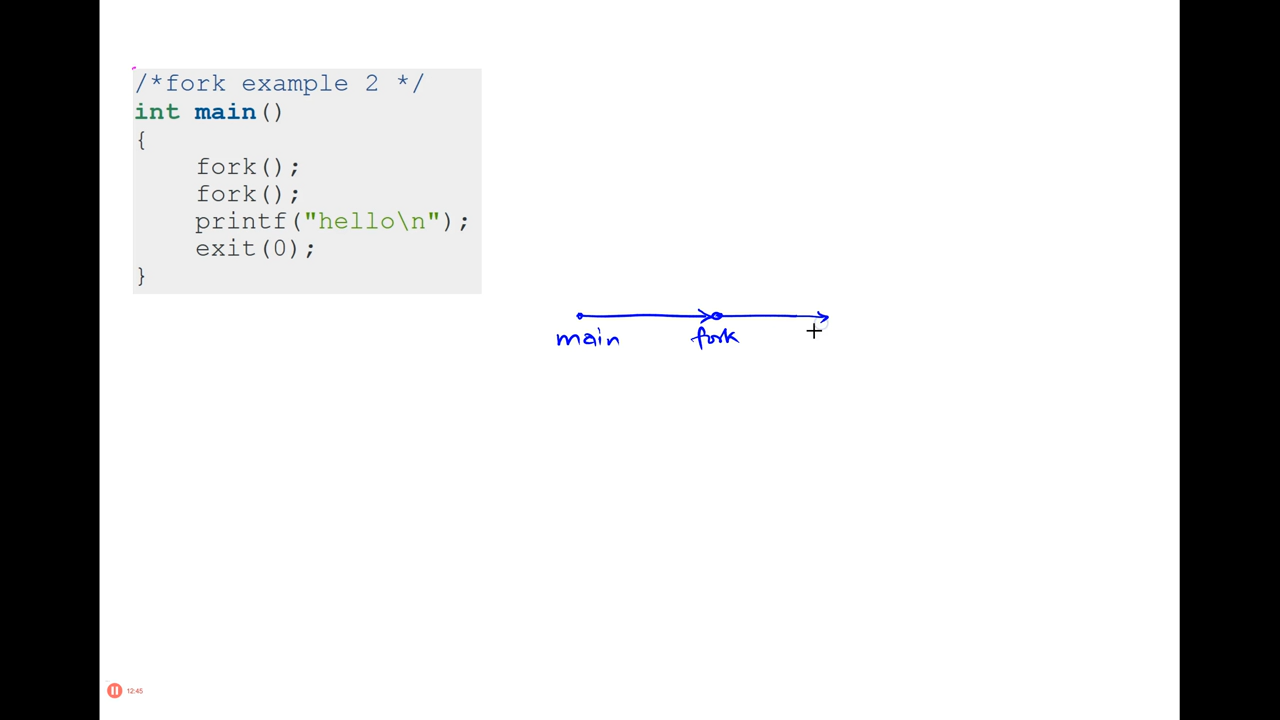 /*fork example 2 */
int main()
{
fork();
fork();
printf("hello\n");
exit(0);
}
main fork
12:45